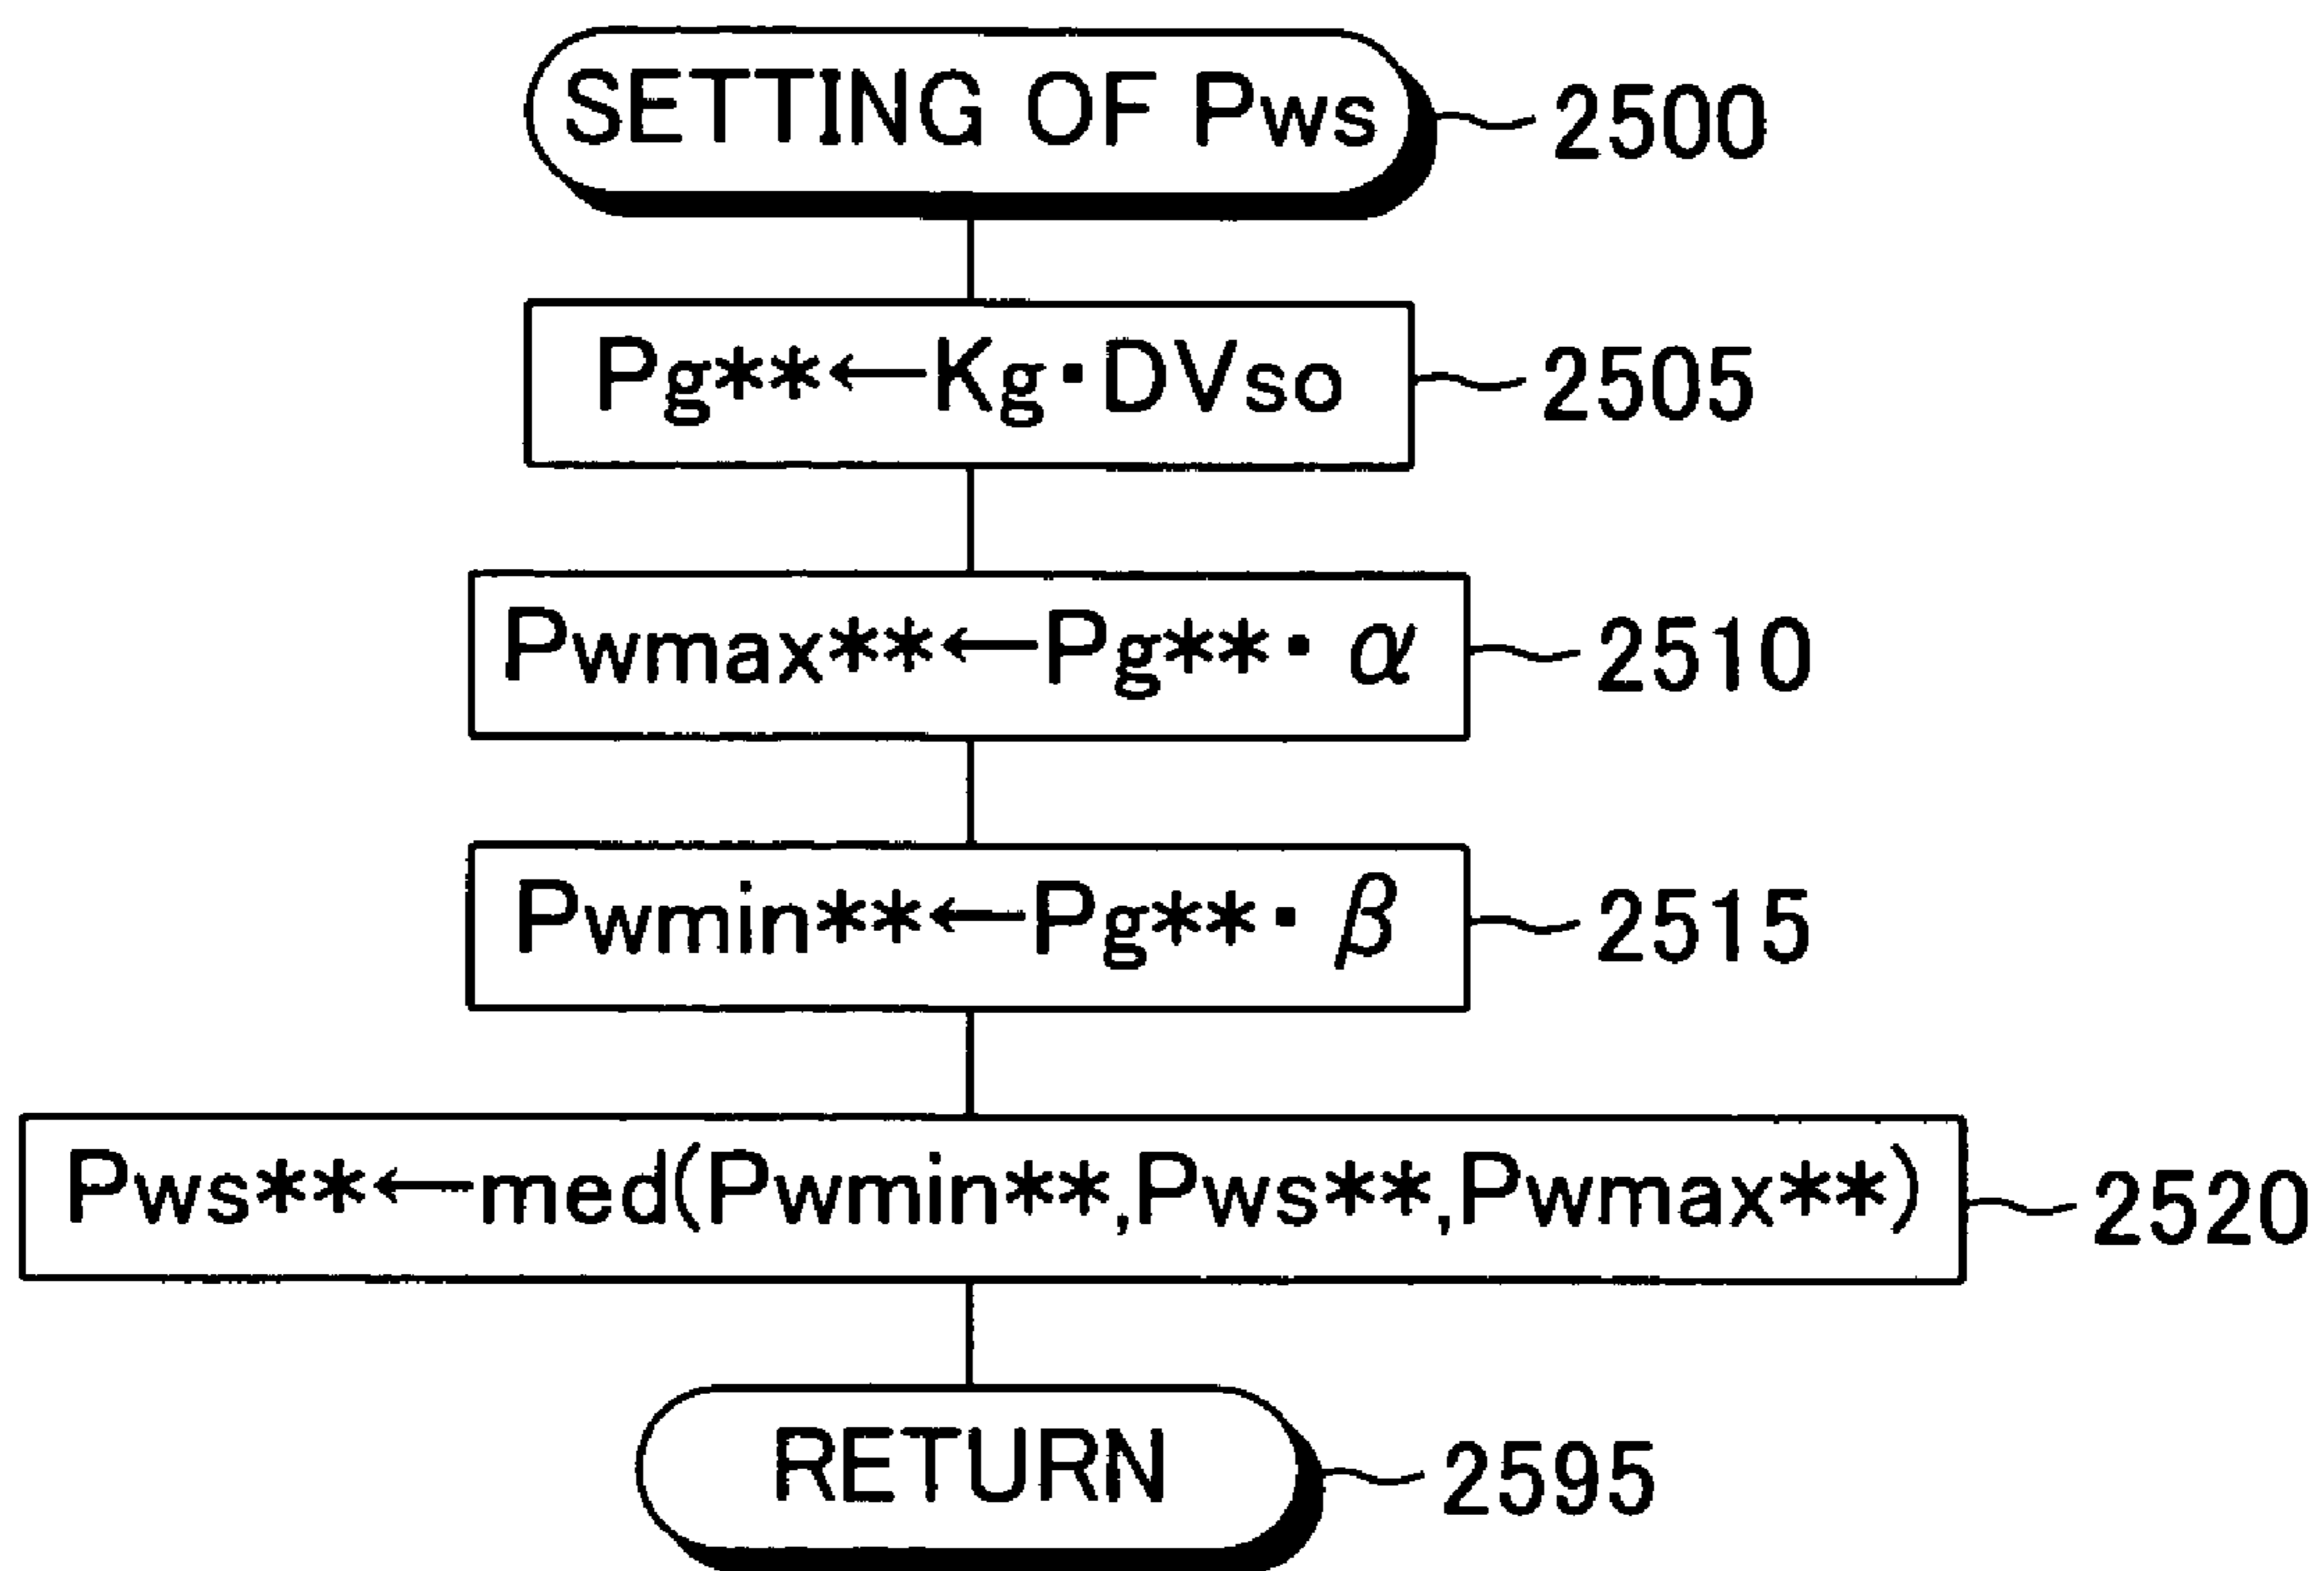 SETTING OF Pws
2500
Pg**←Kg·DVso
2505
Pwmax**←Pg**·α
2510
Pwmin**←Pg**·β
2515
Pws**←med(Pwmin**,Pws**,Pwmax**)
2520
RETURN
2595